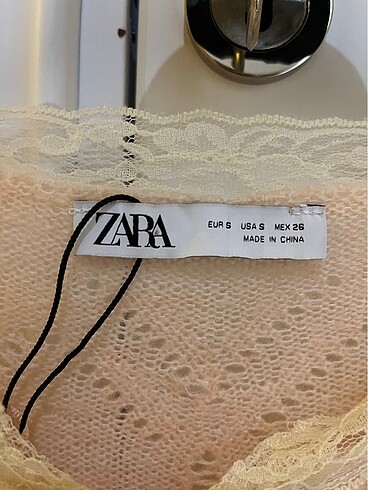 ZARA
EUR S USA S MEX 26
MADE IN CHINA